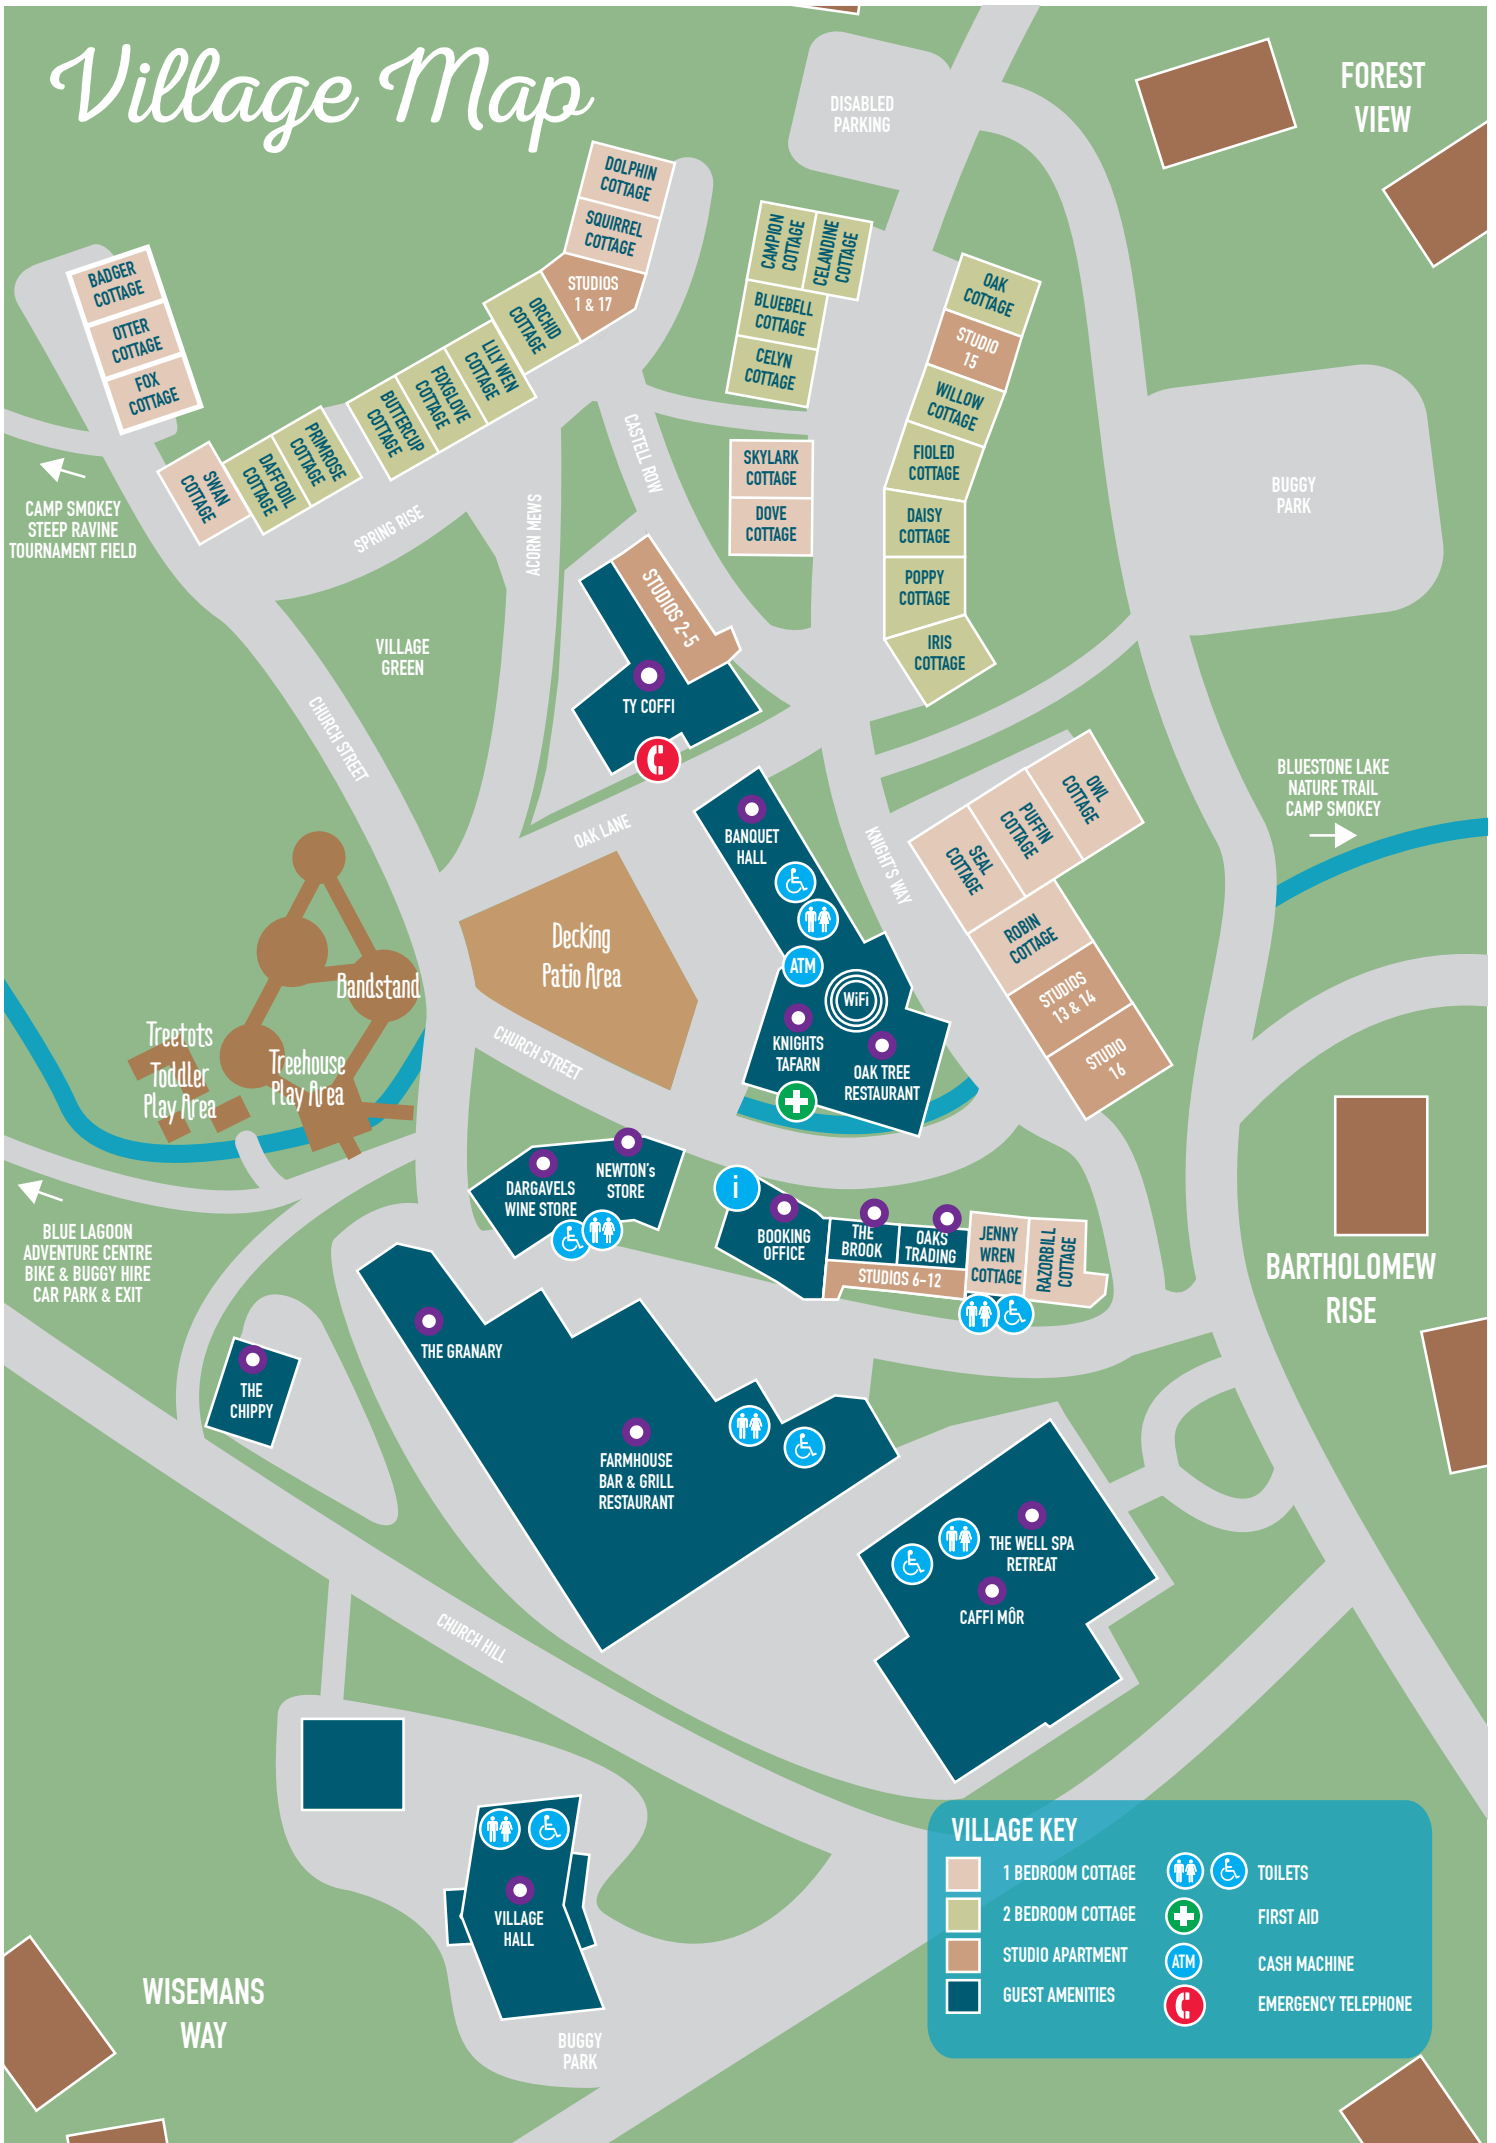 Village Map
FOREST
VIEW
DISABLED
PARKING
DOLPHIN
COTTAGE
SQUIRREL
COTTAGE
STUDIOS
1 & 17
CAMPION
COTTAGE
CELANDINE
COTTAGE
BLUEBELL
COTTAGE
CELYN
COTTAGE
OAK
COTTAGE
STUDIO
15
WILLOW
COTTAGE
FIOLED
COTTAGE
DAISY
COTTAGE
POPPY
COTTAGE
IRIS
COTTAGE
BADGER
COTTAGE
OTTER
COTTAGE
FOX
COTTAGE
ORCHID
COTTAGE
LILY WEN
COTTAGE
FOXGLOVE
COTTAGE
BUTTERCUP
COTTAGE
PRIMROSE
COTTAGE
DAFFODIL
COTTAGE
SWAN
COTTAGE
SKYLARK
COTTAGE
DOVE
COTTAGE
CASTELL ROW
ACORN MEWS
SPRING RISE
BUGGY
PARK
CAMP SMOKEY
STEEP RAVINE
TOURNAMENT FIELD
VILLAGE
GREEN
STUDIOS 2-5
TY COFFI
CHURCH STREET
OAK LANE
BLUESTONE LAKE
NATURE TRAIL
CAMP SMOKEY
OWL
COTTAGE
PUFFIN
COTTAGE
SEAL
COTTAGE
ROBIN
COTTAGE
STUDIOS
13 & 14
STUDIO
16
KNIGHT'S WAY
BANQUET
HALL
ATM
WiFi
KNIGHTS
TAFARN
OAK TREE
RESTAURANT
Decking
Patio Area
Bandstand
Treetots
Toddler
Play Area
Treehouse
Play Area
CHURCH STREET
DARGAVELS
WINE STORE
NEWTON's
STORE
i
BOOKING
OFFICE
THE
BROOK
OAKS
TRADING
STUDIOS 6-12
JENNY
WREN
COTTAGE
RAZORBILL
COTTAGE
BARTHOLOMEW
RISE
BLUE LAGOON
ADVENTURE CENTRE
BIKE & BUGGY HIRE
CAR PARK & EXIT
THE GRANARY
THE
CHIPPY
FARMHOUSE
BAR & GRILL
RESTAURANT
THE WELL SPA
RETREAT
CAFFI MÔR
CHURCH HILL
VILLAGE
HALL
BUGGY
PARK
WISEMANS
WAY
VILLAGE KEY
1 BEDROOM COTTAGE
2 BEDROOM COTTAGE
STUDIO APARTMENT
GUEST AMENITIES
TOILETS
FIRST AID
ATM
CASH MACHINE
EMERGENCY TELEPHONE